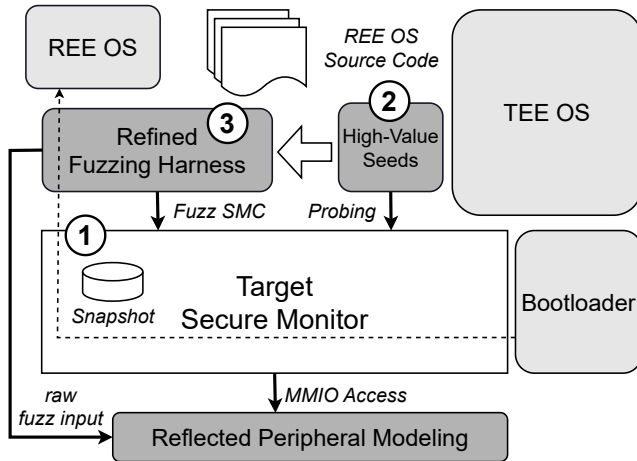 REE OS
REE OS
Source Code
TEE OS
2
3
Refined
Fuzzing Harness
High-Value
Seeds
Fuzz SMC
Probing
1
Snapshot
Target
Secure Monitor
Bootloader
raw
fuzz input
MMIO Access
Reflected Peripheral Modeling